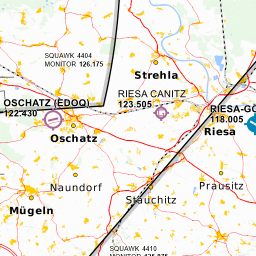 SQUAWK 4404
MONITOR 126.175
Strehla
RIESA CANITZ
123.505
OSCHATZ (EDOQ)
122.430
RIESA-GÖ
118.005
Riesa
Oschatz
Naundorf
Prausitz
Stauchitz
Mügeln
SQUAWK 4410
MONITOR